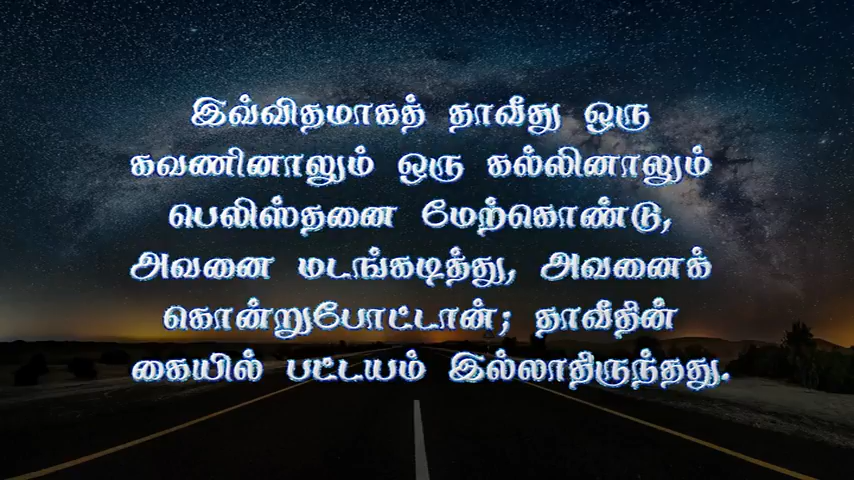 இவ்விதமாகத் தாவீது ஒரு
கவணினாலும் ஒரு கல்லினாலும்
பெலிஸ்தனை மேற்கொண்டு,
அவனை மடங்கடித்து, அவனைக்
கொன்றுபோட்டான்; தாவீதின்
கையில் பட்டயம் இல்லாதிருந்தது.